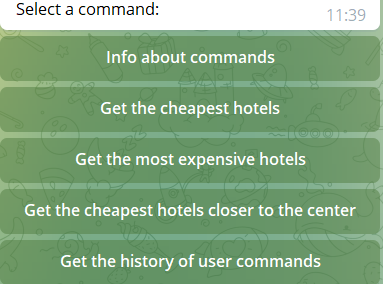 Select a command:
11:39
Info about commands
Get the cheapest hotels
Get the most expensive hotels
Get the cheapest hotels closer to the center
Get the history of user commands